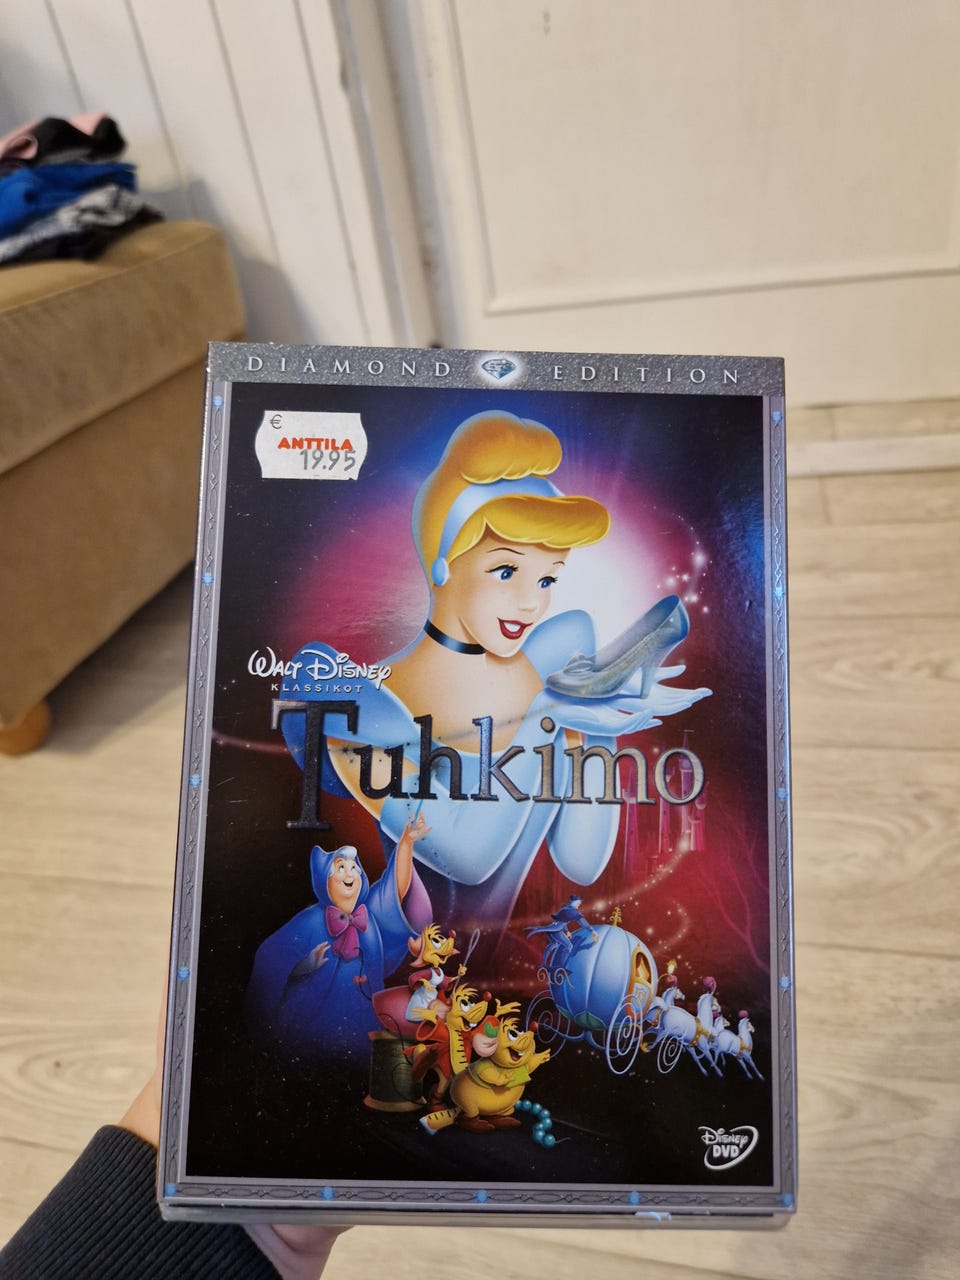 DIAMOND EDITION
€
ANTTILA
19.95
WALT DISNEY
KLASSIKOT
Tuhkimo
DISNEY
DVD